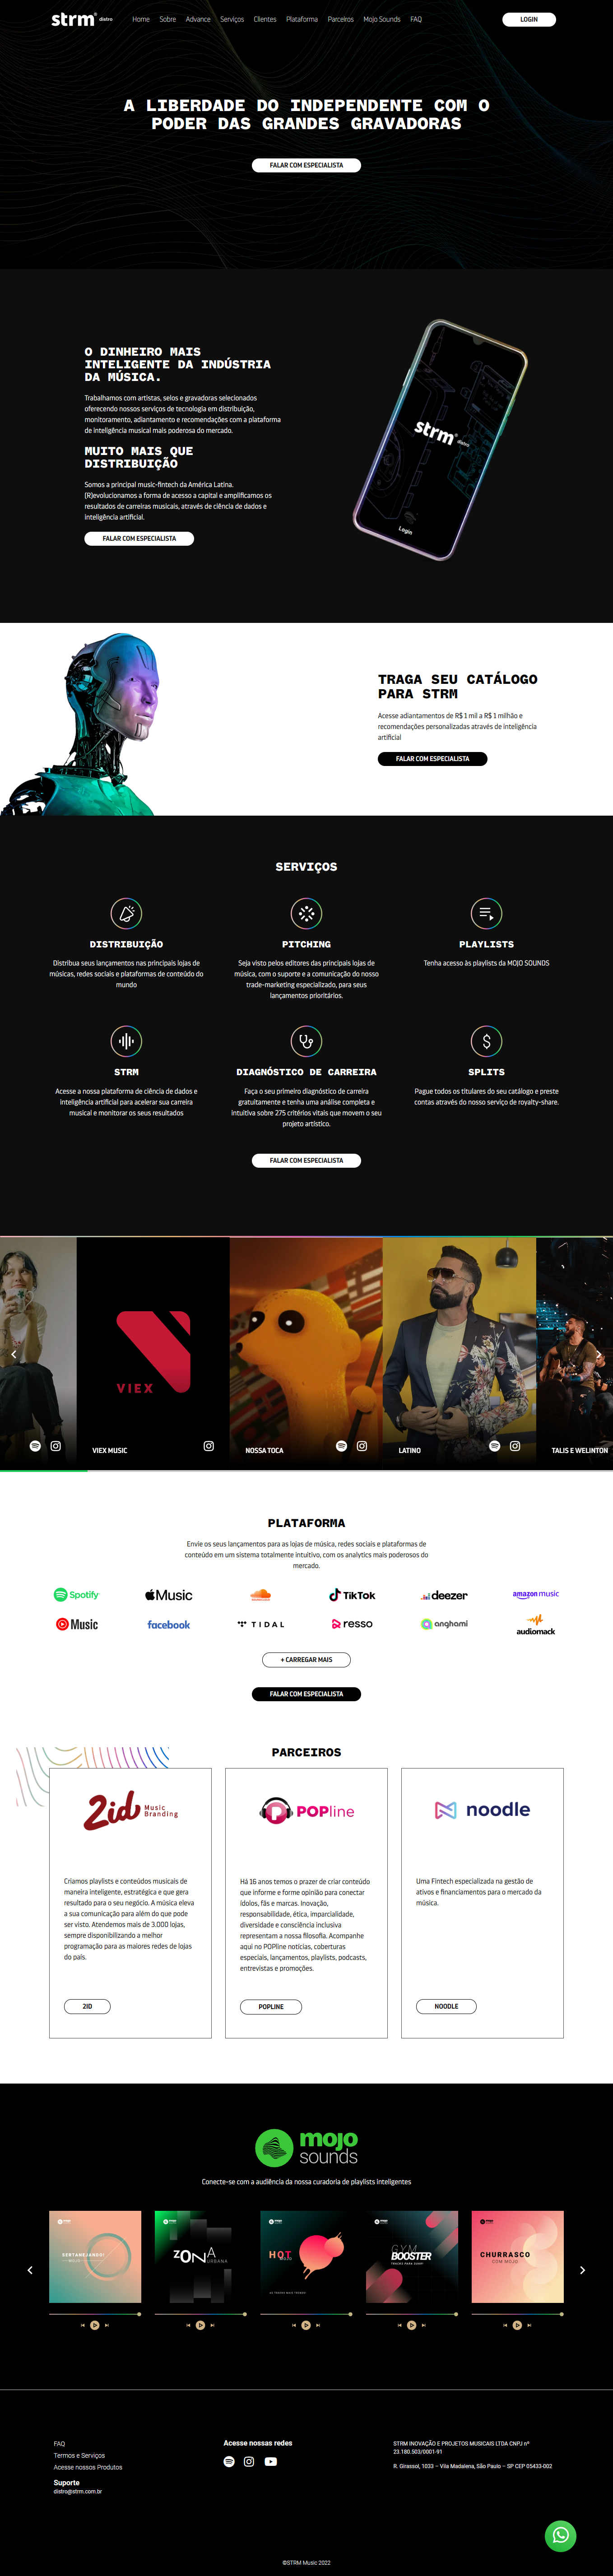 strm® distro Home Sobre Advance Serviços Clientes Plataforma Parceiros Mojo Sounds FAQ LOGIN
A LIBERDADE DO INDEPENDENTE COM O
PODER DAS GRANDES GRAVADORAS
FALAR COM ESPECIALISTA
O DINHEIRO MAIS
INTELIGENTE DA INDÚSTRIA
DA MÚSICA.
Trabalhamos com artistas, selos e gravadoras selecionados
oferecendo nossos serviços de tecnologia em distribuição,
monitoramento, adiantamento e recomendações com a plataforma
de inteligência musical mais poderosa do mercado.
MUITO MAIS QUE
DISTRIBUIÇÃO
Somos a principal music-fintech da América Latina.
(R)evolucionamos a forma de acesso a capital e amplificamos os
resultados de carreiras musicais, através de ciência de dados e
inteligência artificial.
FALAR COM ESPECIALISTA
strm® distro
Login
TRAGA SEU CATÁLOGO
PARA STRM
Acesse adiantamentos de R$ 1 mil a R$ 1 milhão e
recomendações personalizadas através de inteligência
artificial
FALAR COM ESPECIALISTA
SERVIÇOS
DISTRIBUIÇÃO
Distribua seus lançamentos nas principais lojas de
músicas, redes sociais e plataformas de conteúdo do
mundo
PITCHING
Seja visto pelos editores das principais lojas de
música, com o suporte e a comunicação do nosso
trade-marketing especializado, para seus
lançamentos prioritários.
PLAYLISTS
Tenha acesso às playlists da MOJO SOUNDS
STRM
Acesse a nossa plataforma de ciência de dados e
inteligência artificial para acelerar sua carreira
musical e monitorar os seus resultados
DIAGNÓSTICO DE CARREIRA
Faça o seu primeiro diagnóstico de carreira
gratuitamente e tenha uma análise completa e
intuitiva sobre 275 critérios vitais que movem o seu
projeto artístico.
SPLITS
Pague todos os titulares do seu catálogo e preste
contas através do nosso serviço de royalty-share.
FALAR COM ESPECIALISTA
VIEX
VIEX MUSIC
NOSSA TOCA
LATINO
TALIS E WELINTON
PLATAFORMA
Envie os seus lançamentos para as lojas de música, redes sociais e plataformas de
conteúdo em um sistema totalmente intuitivo, com os analytics mais poderosos do
mercado.
Spotify Music TikTok deezer amazon music
Music facebook TIDAL resso anghami audiomack
+ CARREGAR MAIS
FALAR COM ESPECIALISTA
PARCEIROS
2id Music
Branding
Criamos playlists e conteúdos musicais de
maneira inteligente, estratégica e que gera
resultado para o seu negócio. A música eleva
a sua comunicação para além do que pode
ser visto. Atendemos mais de 3.000 lojas,
sempre disponibilizando a melhor
programação para as maiores redes de lojas
do país.
2ID
POPline
Há 16 anos temos o prazer de criar conteúdo
que informe e forme opinião para conectar
ídolos, fãs e marcas. Inovação,
responsabilidade, ética, imparcialidade,
diversidade e consciência inclusiva
representam a nossa filosofia. Acompanhe
aqui no POPline notícias, coberturas
especiais, lançamentos, playlists, podcasts,
entrevistas e promoções.
POPLINE
noodle
Uma Fintech especializada na gestão de
ativos e financiamentos para o mercado da
música.
NOODLE
mojo
sounds
Conecte-se com a audiência da nossa curadoria de playlists Inteligentes
SERTANEJANDO!
ZONA
URBANA
HOT
GYM
BOOSTER
CHURRASCO
COM MOJO
FAQ
Termos e Serviços
Acesse nossos Produtos
Suporte
distro@strm.com.br
Acesse nossas redes
STRM INOVAÇÃO E PROJETOS MUSICAIS LTDA CNPJ nº
23.180.503/0001-91
R. Girassol, 1033 – Vila Madalena, São Paulo – SP CEP 05433-002
©STRM Music 2022